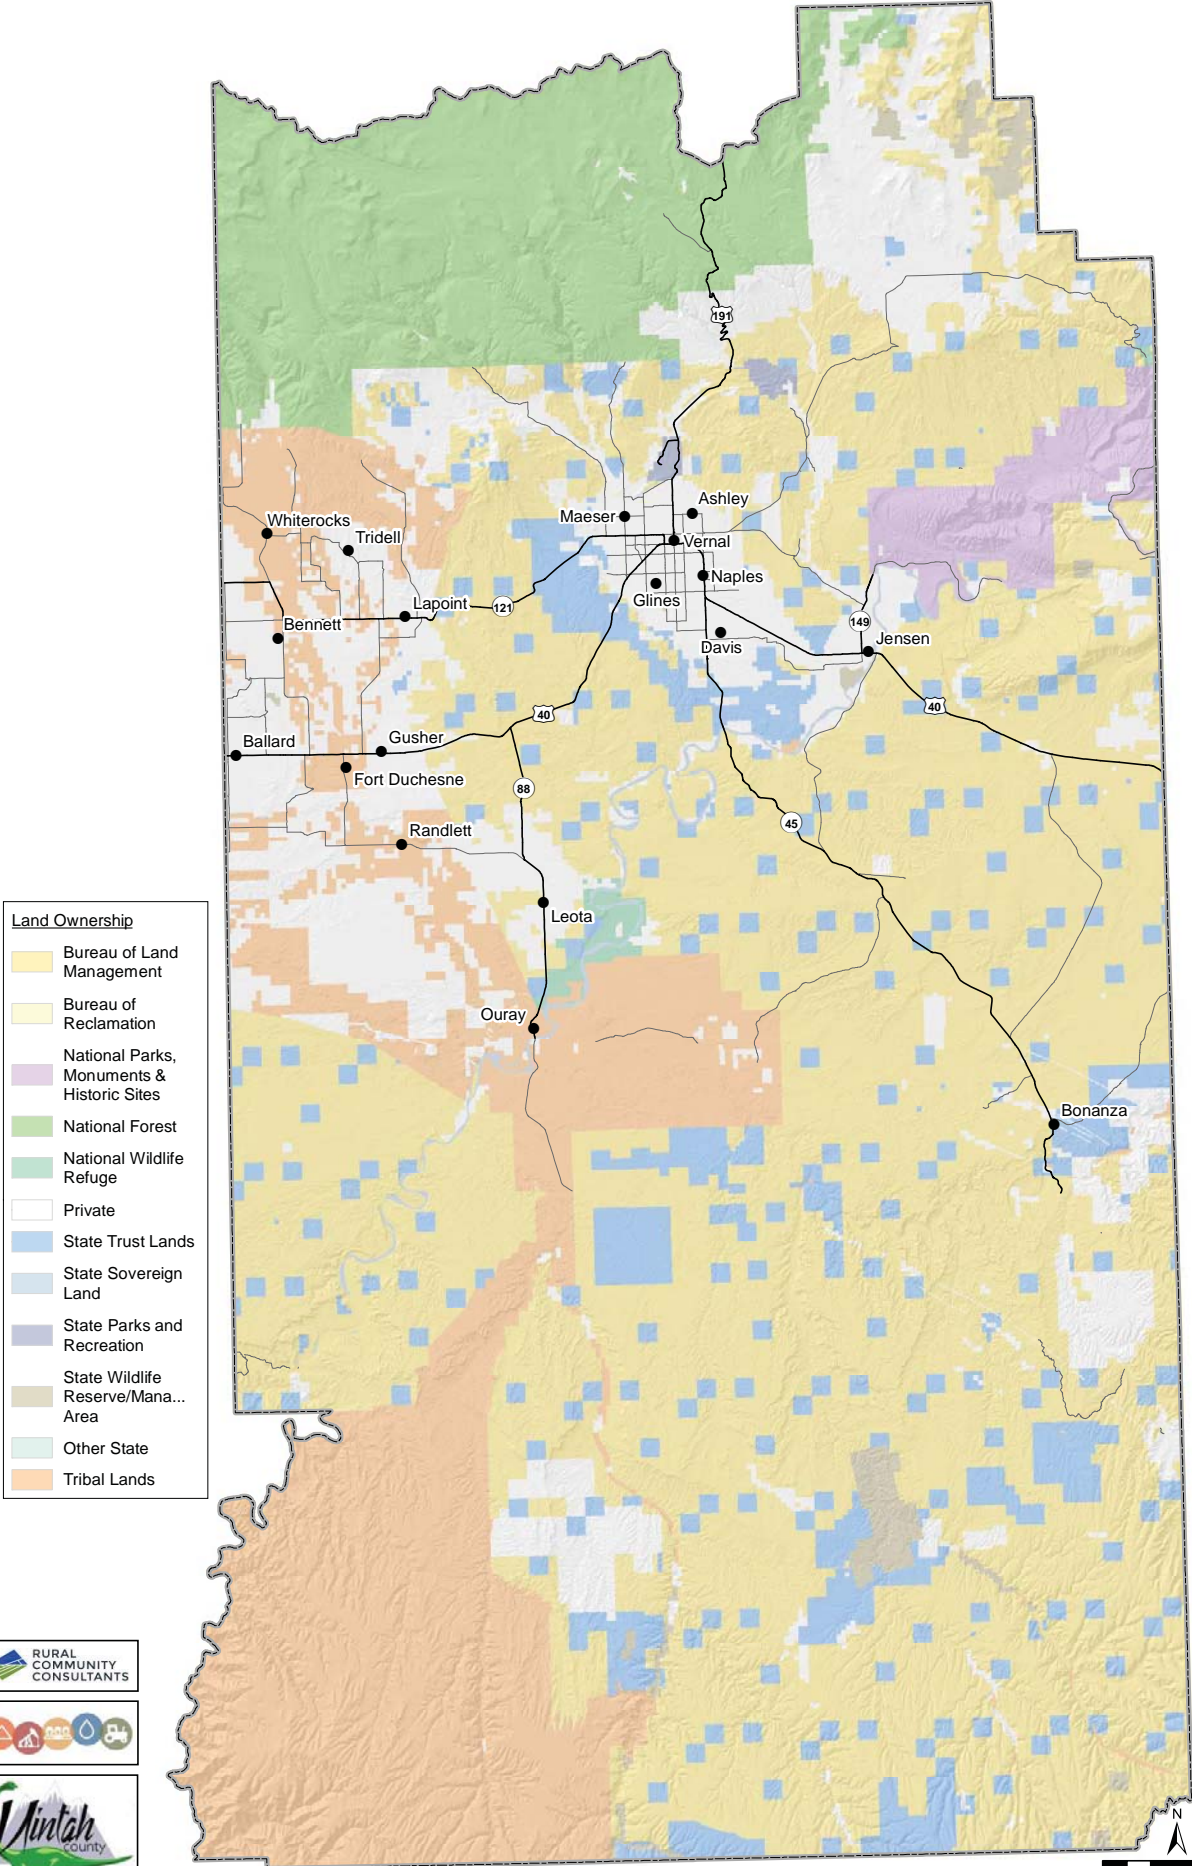 191
Ashley
Maeser
Vernal
Whiterocks
Tridell
Naples
Glines
Lapoint
121
Bennett
149
Davis
Jensen
40
40
Ballard
Gusher
Fort Duchesne
88
45
Randlett
Leota
Ouray
Bonanza
Land Ownership
Bureau of Land
Management
Bureau of
Reclamation
National Parks,
Monuments &
Historic Sites
National Forest
National Wildlife
Refuge
Private
State Trust Lands
State Sovereign
Land
State Parks and
Recreation
State Wildlife
Reserve/Mana...
Area
Other State
Tribal Lands
RURAL
COMMUNITY
CONSULTANTS
Uintah
county
N